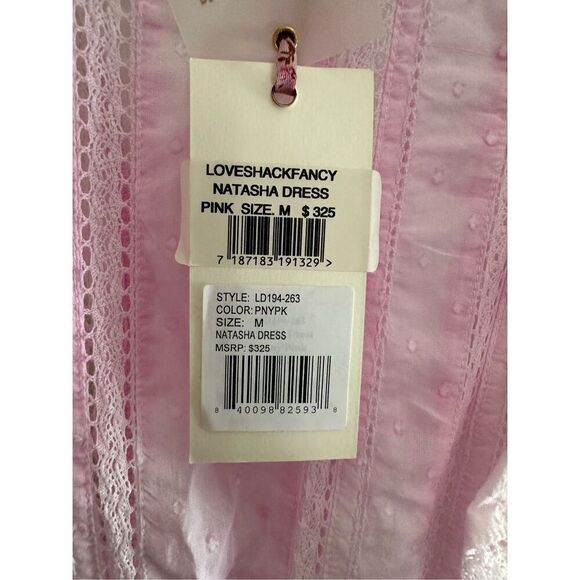 LOVESHACKFANCY
NATASHA DRESS
PINK SIZE. M $ 325
7 187183 191329 >
STYLE: LD194-263
COLOR: PNYPK
SIZE: M
NATASHA DRESS
MSRP: $325
8 40098 82593 8